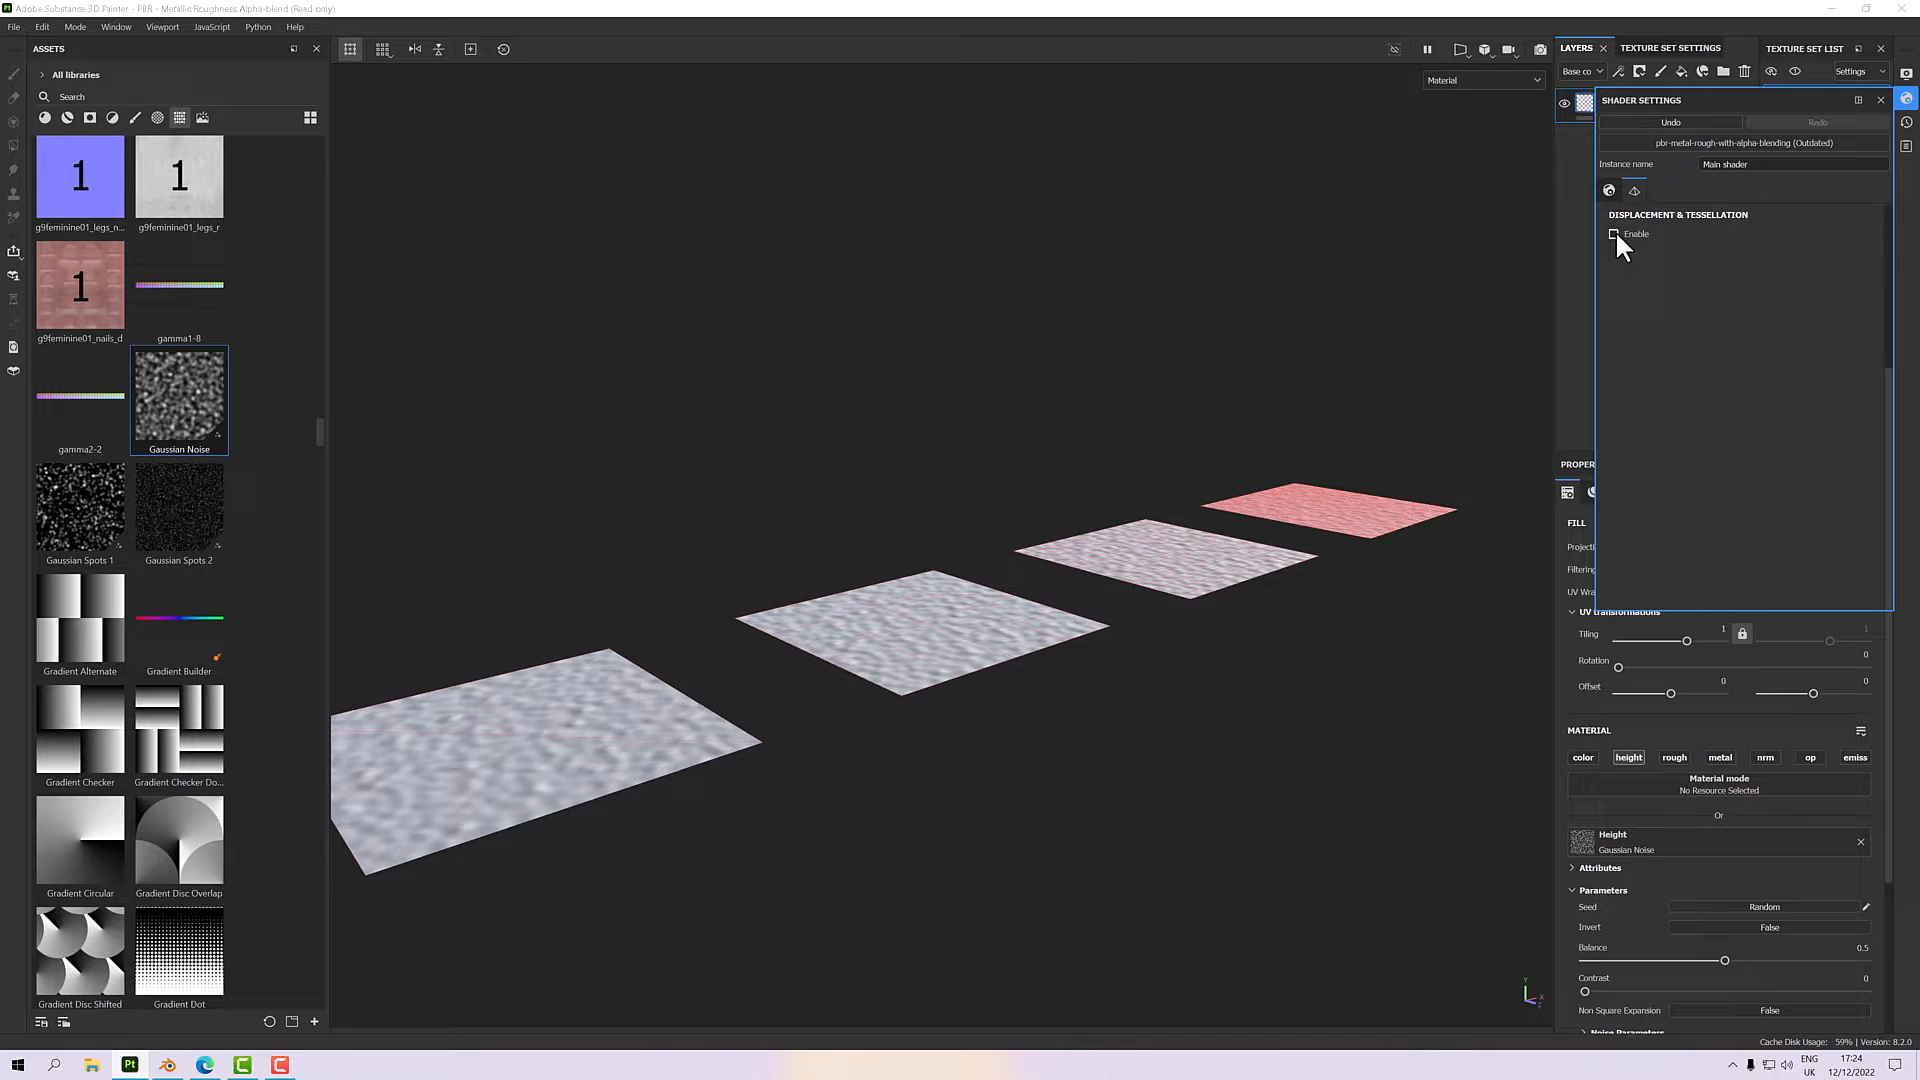 Pt Adobe Substance 3D Painter - PBR - Metallic Roughness Alpha-blend (Read only)
File Edit Mode Window Viewport JavaScript Python Help
ASSETS
All libraries
Search
1
1
g9feminine01_legs_n...
g9feminine01_legs_r
1
g9feminine01_nails_d
gamma1-8
gamma2-2
Gaussian Noise
Gaussian Spots 1
Gaussian Spots 2
Gradient Alternate
Gradient Builder
Gradient Checker
Gradient Checker Do...
Gradient Circular
Gradient Disc Overlap
Gradient Disc Shifted
Gradient Dot
Material
Y
X
LAYERS
TEXTURE SET SETTINGS
TEXTURE SET LIST
Base co
Settings
SHADER SETTINGS
Undo
Redo
pbr-metal-rough-with-alpha-blending (Outdated)
Instance name
Main shader
DISPLACEMENT & TESSELLATION
Enable
PROPER
FILL
Projecti
Filtering
UV Wra
UV transformations
Tiling
1
1
Rotation
0
Offset
0
0
MATERIAL
color height rough metal nrm op emiss
Material mode
No Resource Selected
Or
Height
Gaussian Noise
Attributes
Parameters
Seed
Random
Invert
False
Balance
0.5
Contrast
0
Non Square Expansion
False
Noise Parameters
Cache Disk Usage: 59% | Version: 8.2.0
Pt
C
C
ENG
UK
17:24
12/12/2022